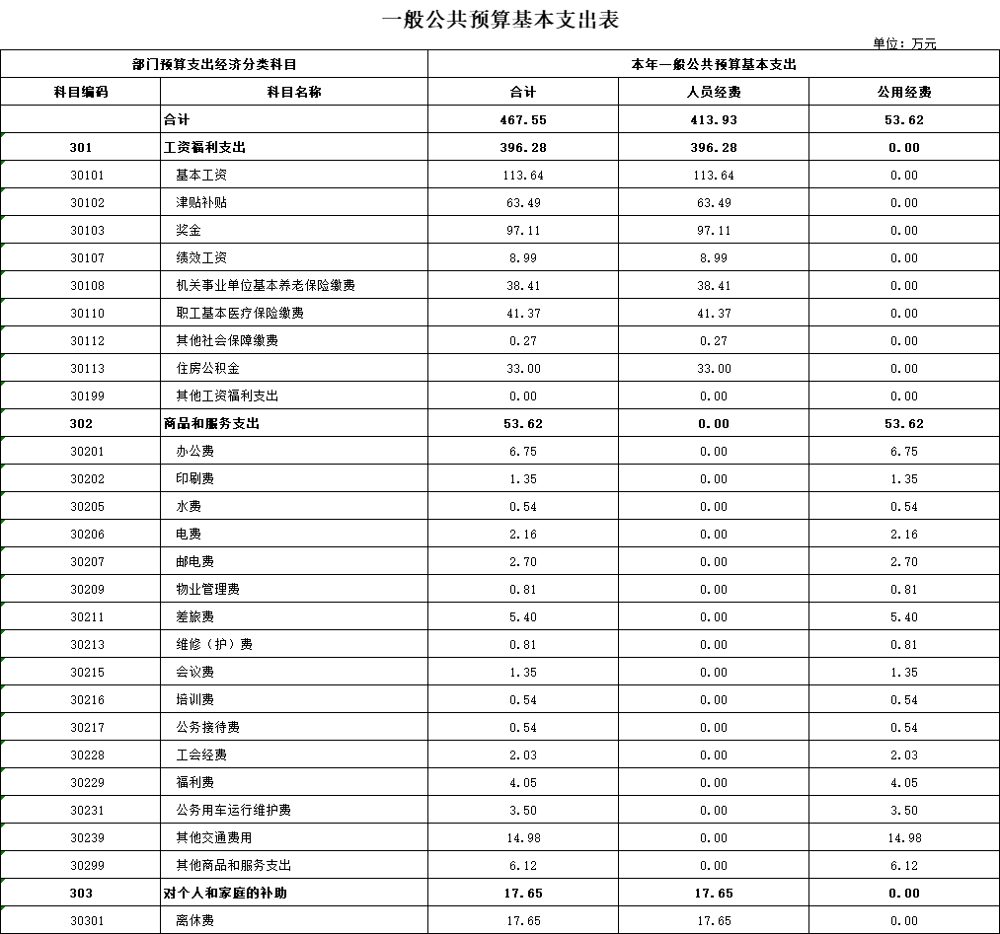 一般公共预算基本支出表
单位：万元
部门预算支出经济分类科目 本年一般公共预算基本支出
科目编码 科目名称 合计 人员经费 公用经费
合计 467.55 413.93 53.62
301 工资福利支出 396.28 396.28 0.00
30101 基本工资 113.64 113.64 0.00
30102 津贴补贴 63.49 63.49 0.00
30103 奖金 97.11 97.11 0.00
30107 绩效工资 8.99 8.99 0.00
30108 机关事业单位基本养老保险缴费 38.41 38.41 0.00
30110 职工基本医疗保险缴费 41.37 41.37 0.00
30112 其他社会保障缴费 0.27 0.27 0.00
30113 住房公积金 33.00 33.00 0.00
30199 其他工资福利支出 0.00 0.00 0.00
302 商品和服务支出 53.62 0.00 53.62
30201 办公费 6.75 0.00 6.75
30202 印刷费 1.35 0.00 1.35
30205 水费 0.54 0.00 0.54
30206 电费 2.16 0.00 2.16
30207 邮电费 2.70 0.00 2.70
30209 物业管理费 0.81 0.00 0.81
30211 差旅费 5.40 0.00 5.40
30213 维修（护）费 0.81 0.00 0.81
30215 会议费 1.35 0.00 1.35
30216 培训费 0.54 0.00 0.54
30217 公务接待费 0.54 0.00 0.54
30228 工会经费 2.03 0.00 2.03
30229 福利费 4.05 0.00 4.05
30231 公务用车运行维护费 3.50 0.00 3.50
30239 其他交通费用 14.98 0.00 14.98
30299 其他商品和服务支出 6.12 0.00 6.12
303 对个人和家庭的补助 17.65 17.65 0.00
30301 离休费 17.65 17.65 0.00